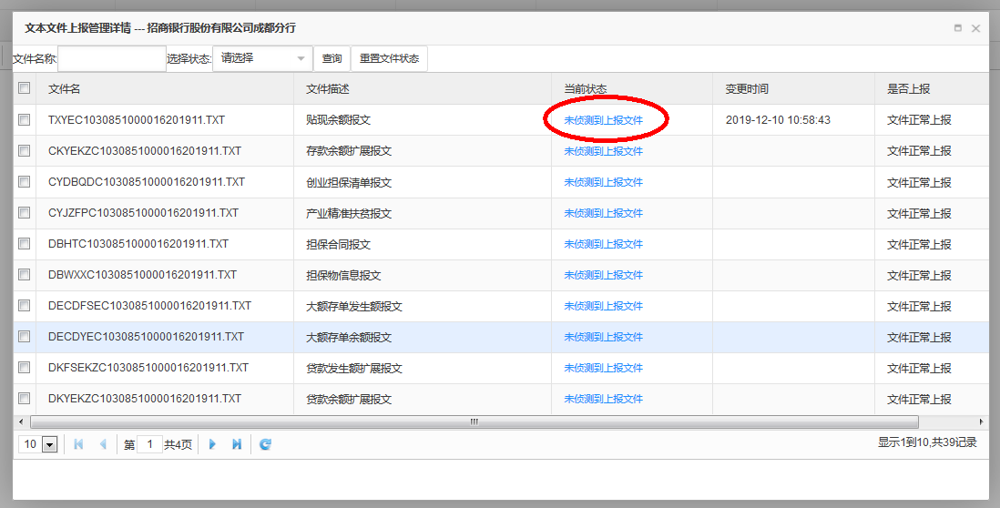 文本文件上报管理详情 --- 招商银行股份有限公司成都分行
文件名称: 选择状态: 请选择 查询 重置文件状态
文件名 文件描述 当前状态 变更时间 是否上报
TXYEC1030851000016201911.TXT 贴现余额报文 未侦测到上报文件 2019-12-10 10:58:43 文件正常上报
CKYEKZC1030851000016201911.TXT 存款余额扩展报文 未侦测到上报文件 文件正常上报
CYDBQDC1030851000016201911.TXT 创业担保清单报文 未侦测到上报文件 文件正常上报
CYJZFPC1030851000016201911.TXT 产业精准扶贫报文 未侦测到上报文件 文件正常上报
DBHTC1030851000016201911.TXT 担保合同报文 未侦测到上报文件 文件正常上报
DBWXXC1030851000016201911.TXT 担保物信息报文 未侦测到上报文件 文件正常上报
DECDFSEC1030851000016201911.TXT 大额存单发生额报文 未侦测到上报文件 文件正常上报
DECDYEC1030851000016201911.TXT 大额存单余额报文 未侦测到上报文件 文件正常上报
DKFSEKZC1030851000016201911.TXT 贷款发生额扩展报文 未侦测到上报文件 文件正常上报
DKYEKZC1030851000016201911.TXT 贷款余额扩展报文 未侦测到上报文件 文件正常上报
10 第 1 共4页 显示1到10,共39记录